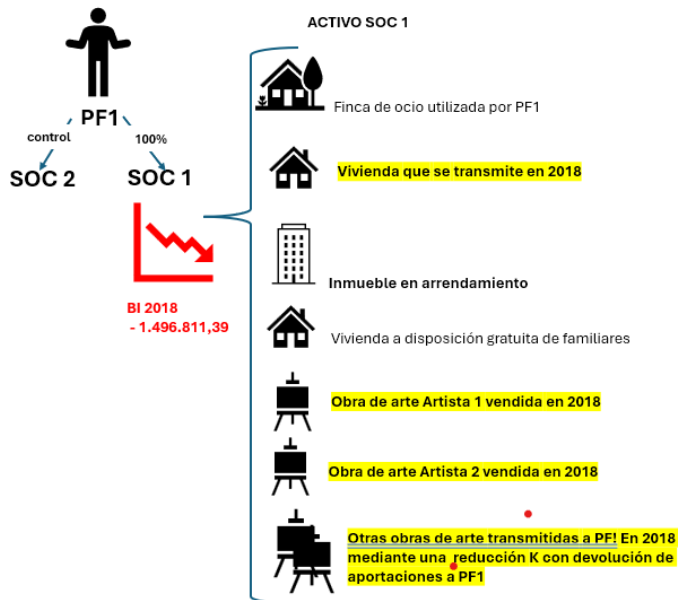 ACTIVO SOC 1
PF1
control
100%
SOC 2
SOC 1
BI 2018
- 1.496.811,39
Finca de ocio utilizada por PF1
Vivienda que se transmite en 2018
Inmueble en arrendamiento
Vivienda a disposición gratuita de familiares
Obra de arte Artista 1 vendida en 2018
Obra de arte Artista 2 vendida en 2018
Otras obras de arte transmitidas a PF! En 2018
mediante una reducción K con devolución de
aportaciones a PF1